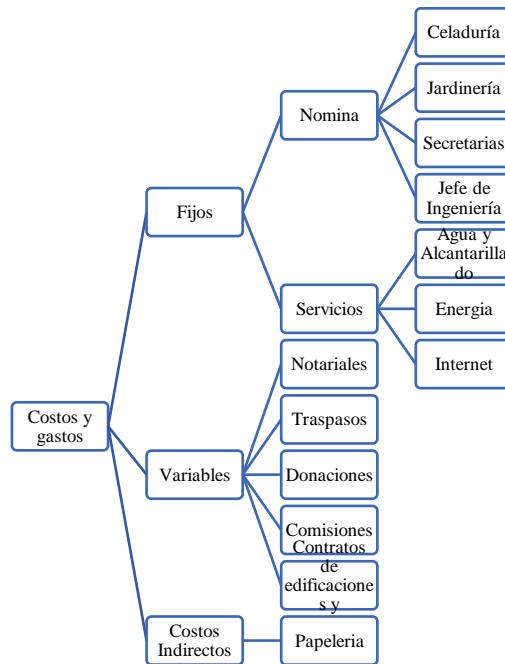 Costos y
gastos
Fijos
Nomina
Celaduría
Jardinería
Secretarias
Jefe de
Ingeniería
Servicios
Agua y
Alcantarilla
do
Energia
Internet
Variables
Notariales
Traspasos
Donaciones
Comisiones
Contratos
de
edificacione
s y
Costos
Indirectos
Papeleria